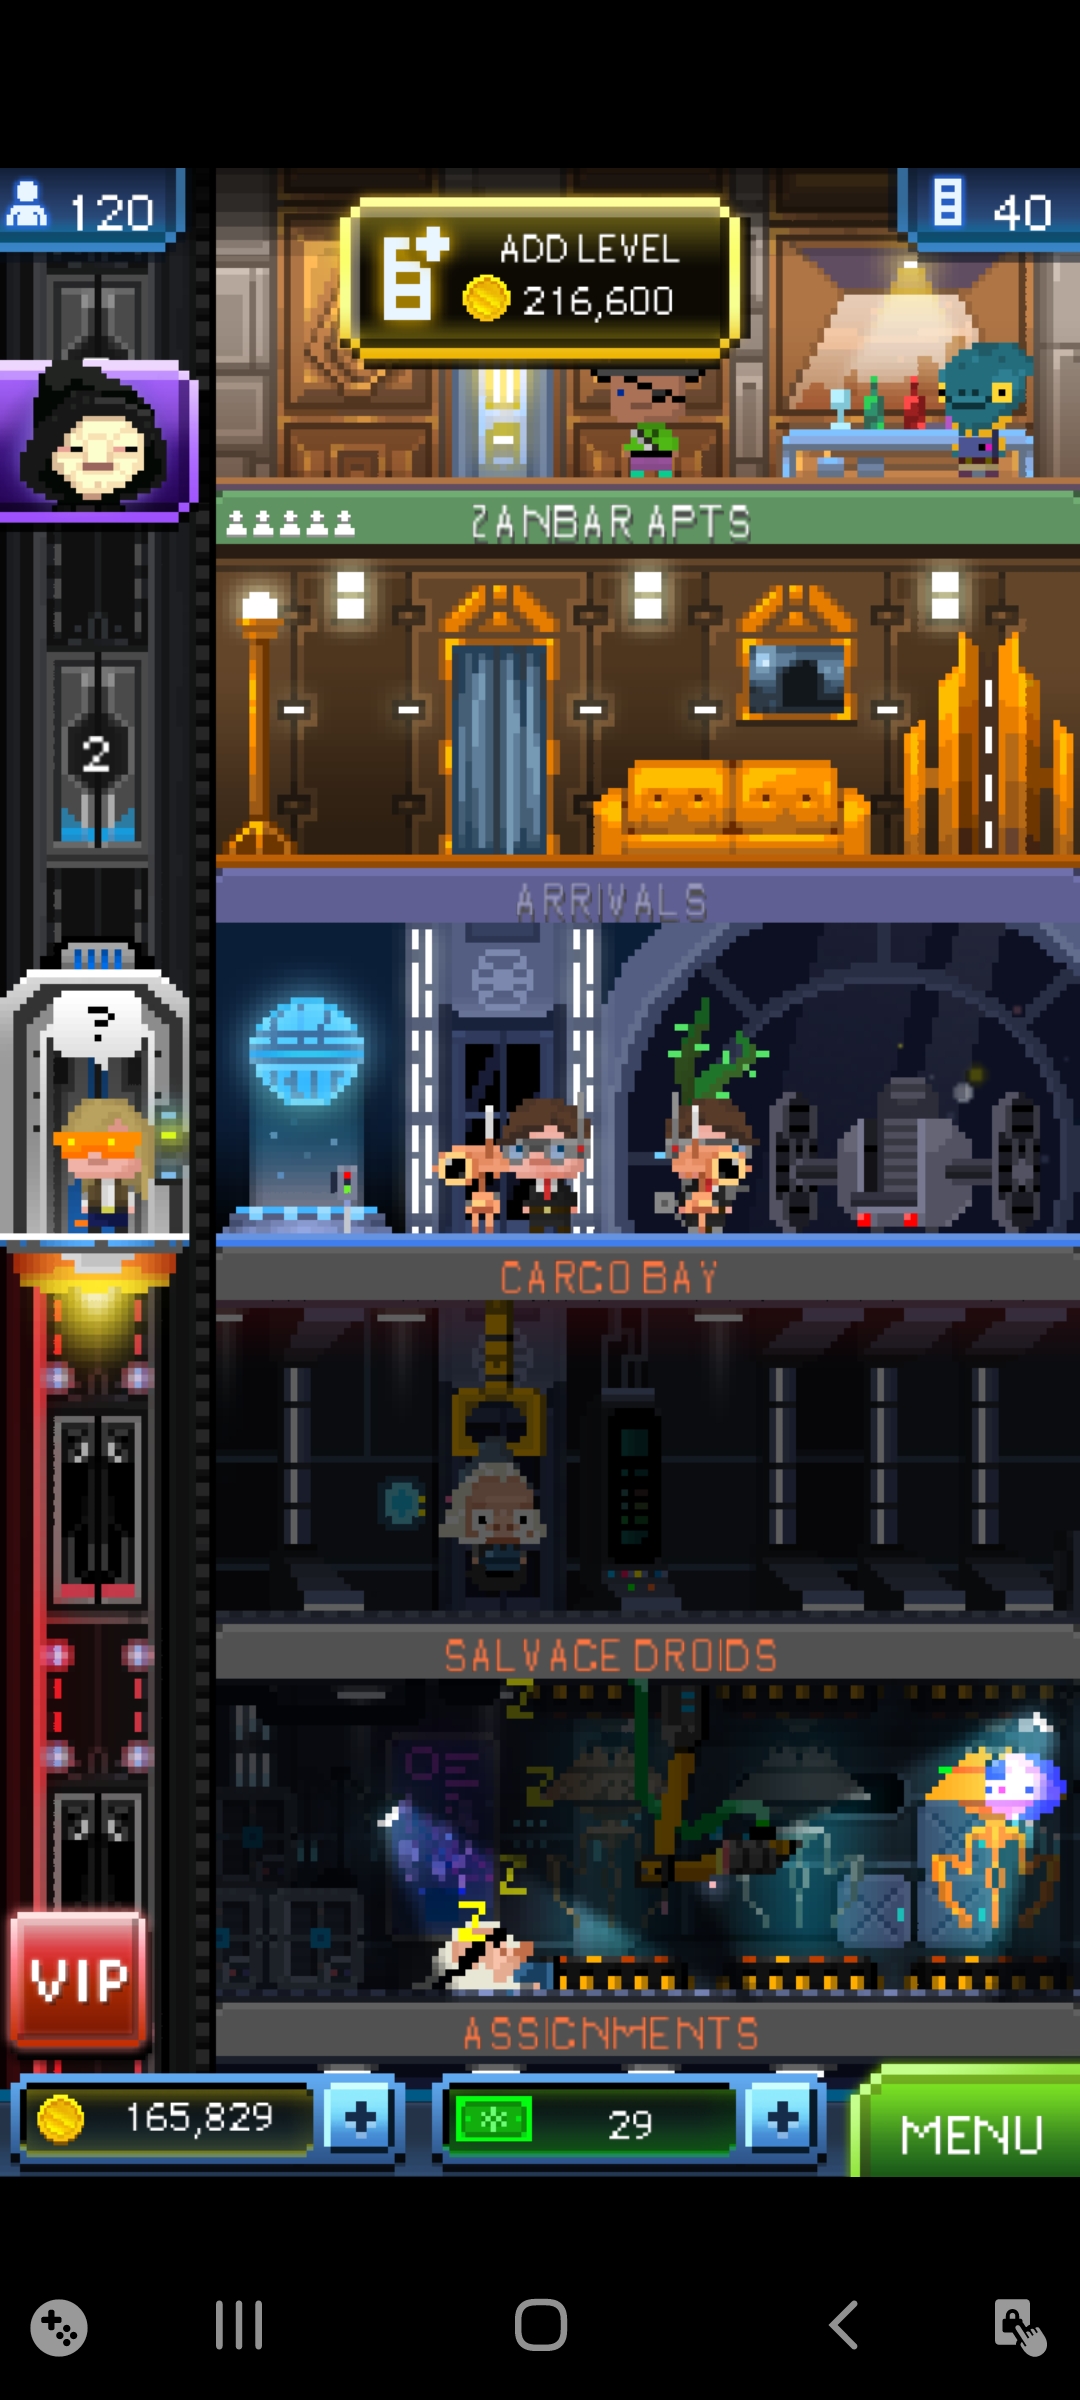 120
40
ADD LEVEL
216,600
ZANBAR APTS
2
ARRIVALS
?
CARGO BAY
SALVAGE DROIDS
Z
Z
Z
Z
VIP
ASSIGNMENTS
165,829
29
MENU